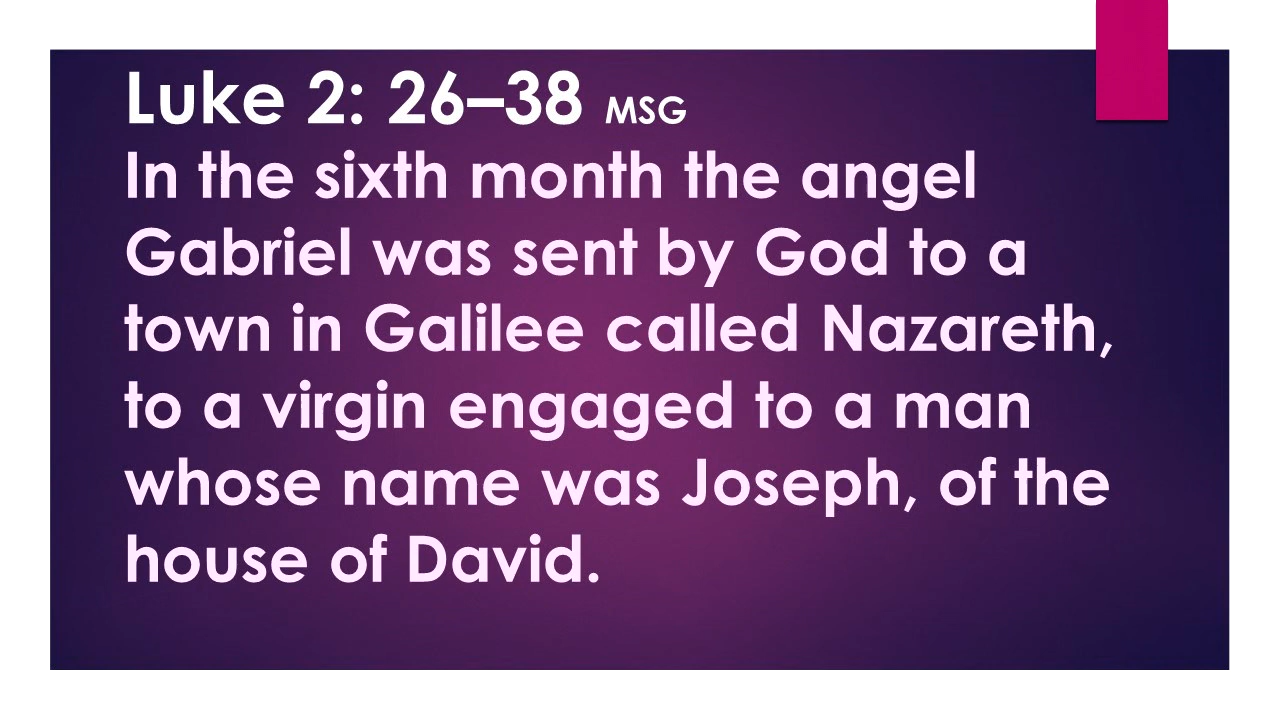 Luke 2: 26–38 MSG
In the sixth month the angel
Gabriel was sent by God to a
town in Galilee called Nazareth,
to a virgin engaged to a man
whose name was Joseph, of the
house of David.